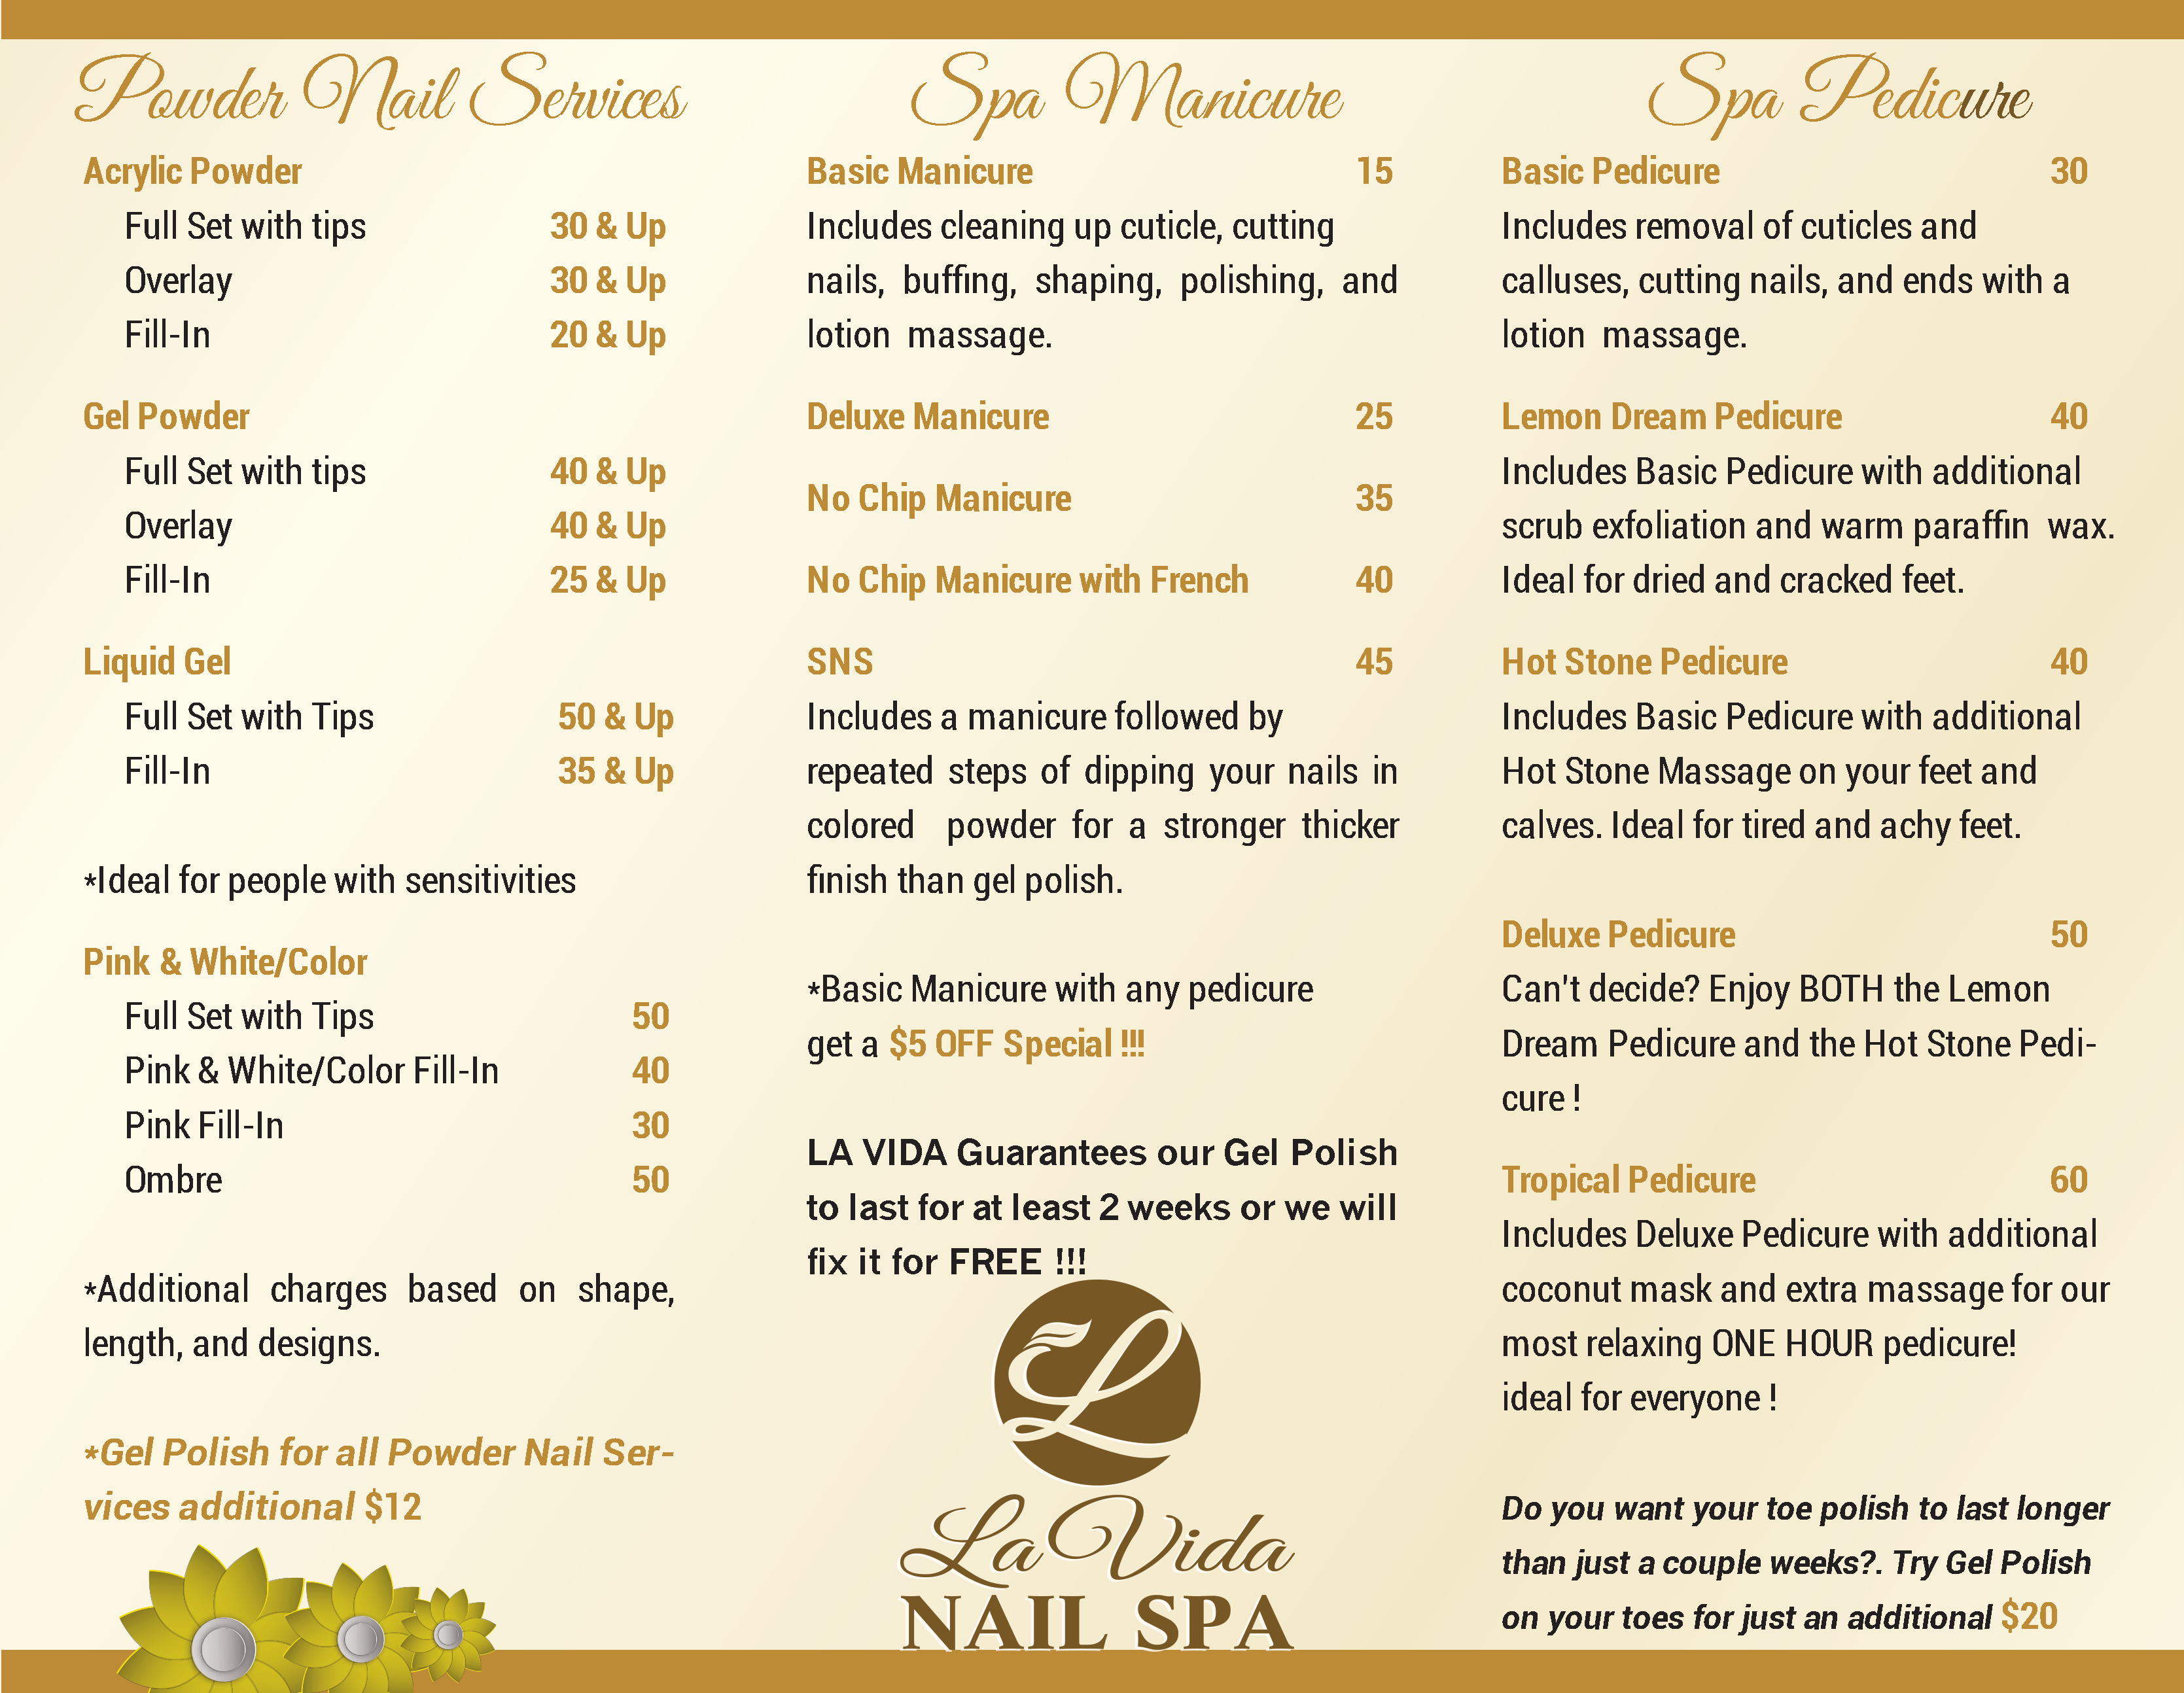 Powder Nail Services
Acrylic Powder
Full Set with tips 30 & Up
Overlay 30 & Up
Fill-In 20 & Up
Gel Powder
Full Set with tips 40 & Up
Overlay 40 & Up
Fill-In 25 & Up
Liquid Gel
Full Set with Tips 50 & Up
Fill-In 35 & Up
*Ideal for people with sensitivities
Pink & White/Color
Full Set with Tips 50
Pink & White/Color Fill-In 40
Pink Fill-In 30
Ombre 50
*Additional charges based on shape,
length, and designs.
*Gel Polish for all Powder Nail Ser-
vices additional $12
Spa Manicure
Basic Manicure 15
Includes cleaning up cuticle, cutting
nails, buffing, shaping, polishing, and
lotion massage.
Deluxe Manicure 25
No Chip Manicure 35
No Chip Manicure with French 40
SNS 45
Includes a manicure followed by
repeated steps of dipping your nails in
colored powder for a stronger thicker
finish than gel polish.
*Basic Manicure with any pedicure
get a $5 OFF Special !!!
LA VIDA Guarantees our Gel Polish
to last for at least 2 weeks or we will
fix it for FREE !!!
L
La Vida
NAIL SPA
Spa Pedicure
Basic Pedicure 30
Includes removal of cuticles and
calluses, cutting nails, and ends with a
lotion massage.
Lemon Dream Pedicure 40
Includes Basic Pedicure with additional
scrub exfoliation and warm paraffin wax.
Ideal for dried and cracked feet.
Hot Stone Pedicure 40
Includes Basic Pedicure with additional
Hot Stone Massage on your feet and
calves. Ideal for tired and achy feet.
Deluxe Pedicure 50
Can't decide? Enjoy BOTH the Lemon
Dream Pedicure and the Hot Stone Pedi-
cure !
Tropical Pedicure 60
Includes Deluxe Pedicure with additional
coconut mask and extra massage for our
most relaxing ONE HOUR pedicure!
ideal for everyone !
Do you want your toe polish to last longer
than just a couple weeks?. Try Gel Polish
on your toes for just an additional $20